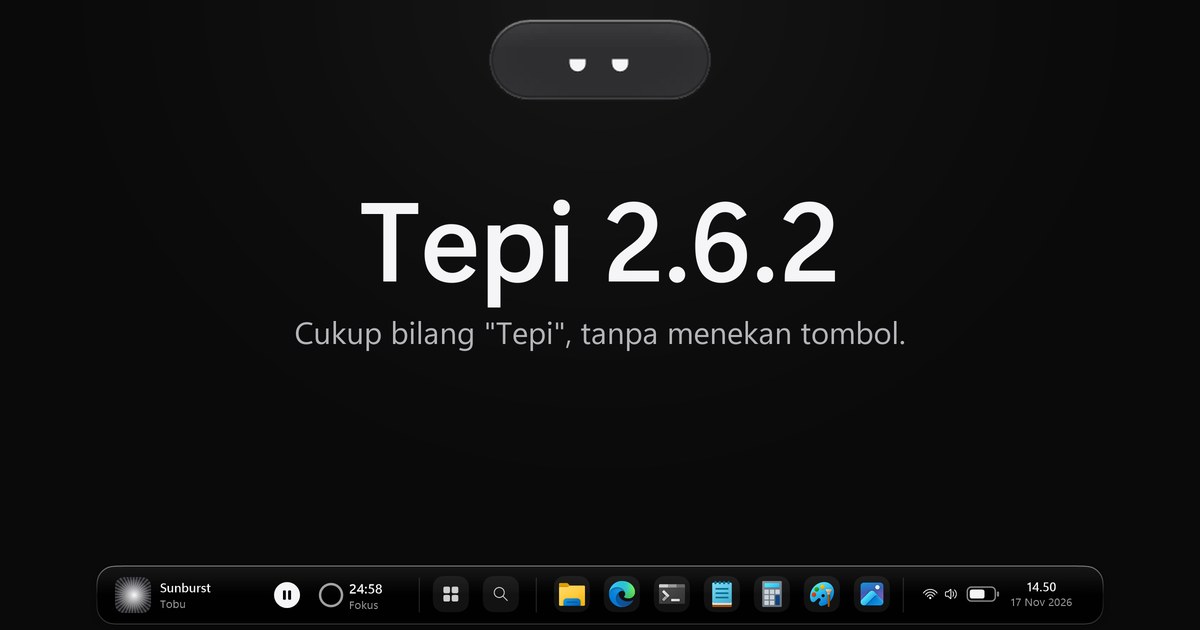 Tepi 2.6.2
Cukup bilang "Tepi", tanpa menekan tombol.
Sunburst
Tobu
24:58
Fokus
14.50
17 Nov 2026